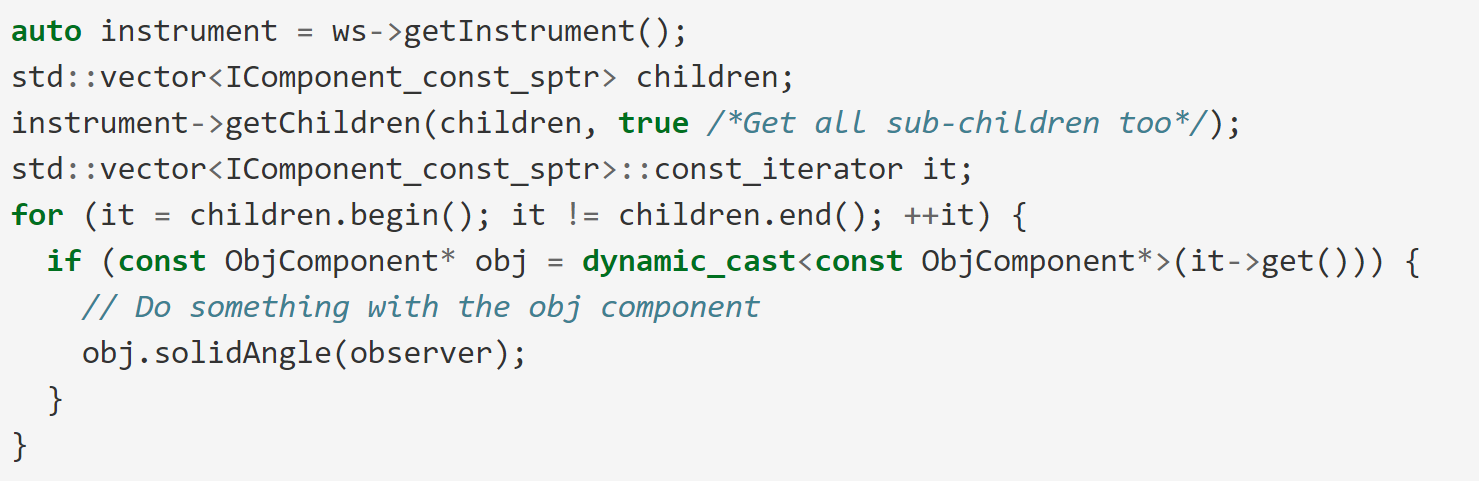 auto instrument = ws->getInstrument();
std::vector<IComponent_const_sptr> children;
instrument->getChildren(children, true /*Get all sub-children too*/);
std::vector<IComponent_const_sptr>::const_iterator it;
for (it = children.begin(); it != children.end(); ++it) {
  if (const ObjComponent* obj = dynamic_cast<const ObjComponent*>(it->get())) {
    // Do something with the obj component
    obj.solidAngle(observer);
  }
}